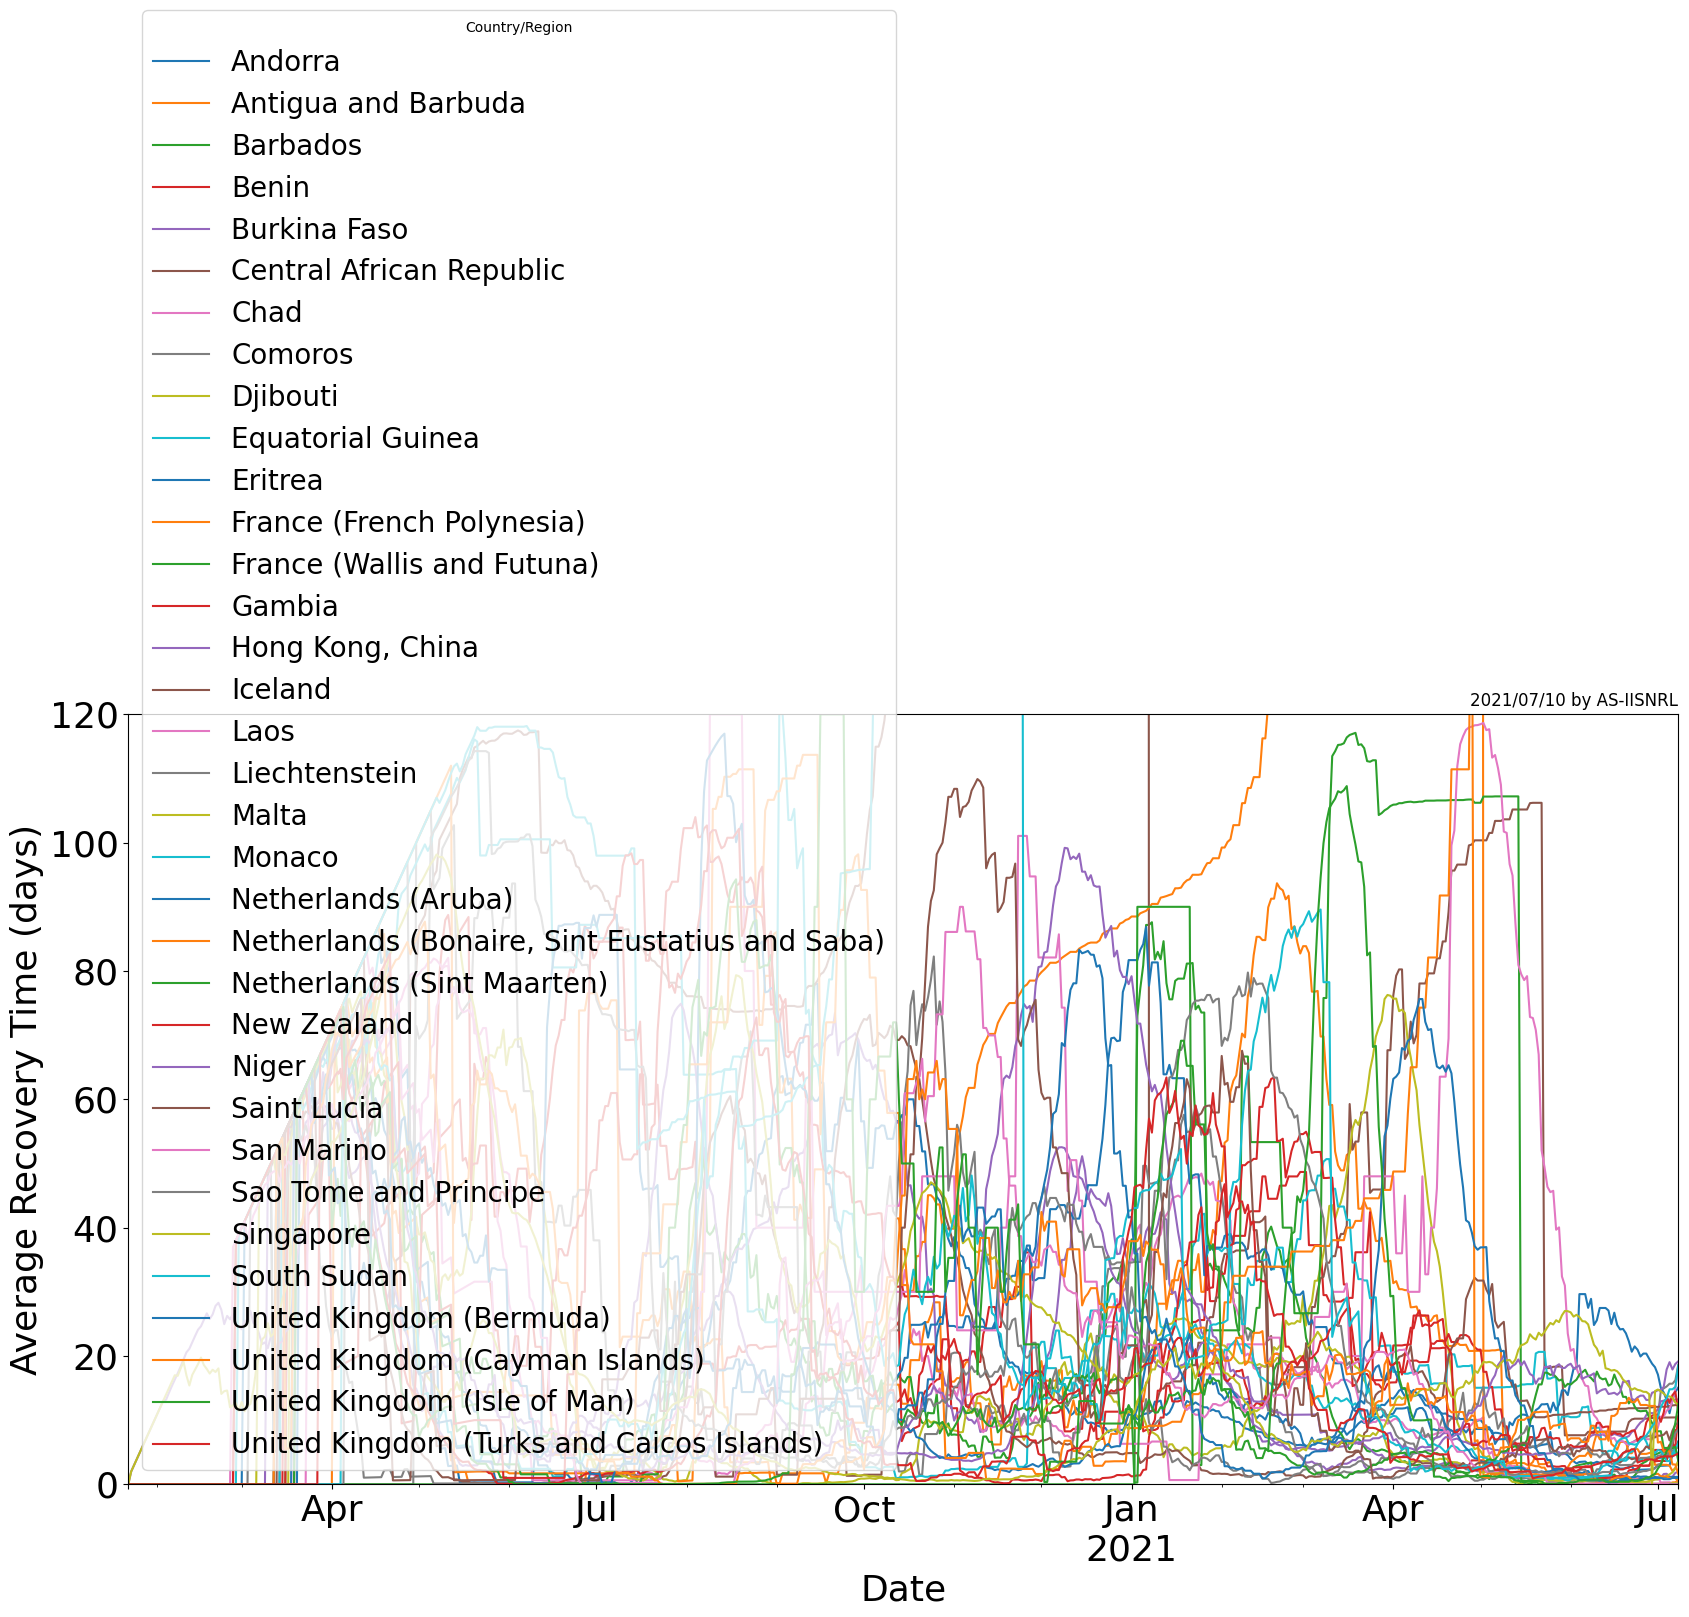 Country/Region
Andorra
Antigua and Barbuda
Barbados
Benin
Burkina Faso
Central African Republic
Chad
Comoros
Djibouti
Equatorial Guinea
Eritrea
France (French Polynesia)
France (Wallis and Futuna)
Gambia
Hong Kong, China
Iceland
Laos
Liechtenstein
Malta
Monaco
Netherlands (Aruba)
Netherlands (Bonaire, Sint Eustatius and Saba)
Netherlands (Sint Maarten)
New Zealand
Niger
Saint Lucia
San Marino
Sao Tome and Principe
Singapore
South Sudan
United Kingdom (Bermuda)
United Kingdom (Cayman Islands)
United Kingdom (Isle of Man)
United Kingdom (Turks and Caicos Islands)
2021/07/10 by AS-IISNRL
Average Recovery Time (days)
120
100
80
60
40
20
0
Apr Jul Oct Jan Apr Jul
2021
Date